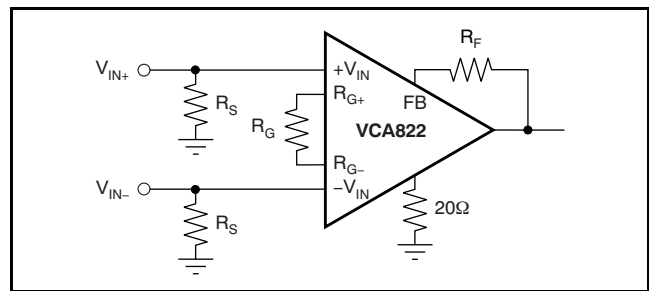 R_F
V_IN+
+V_IN
R_S
R_G+
FB
R_G
VCA822
R_G−
V_IN−
−V_IN
R_S
20Ω